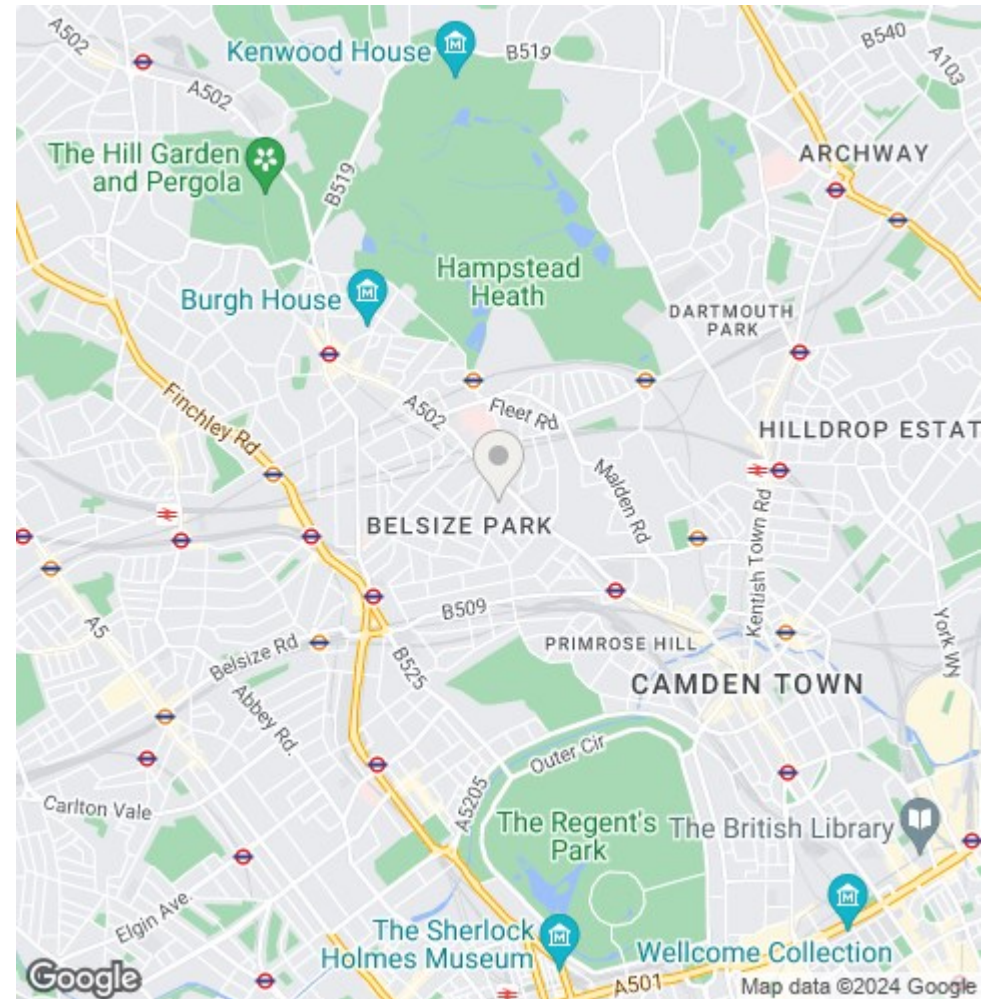 A502
Kenwood House
B519
B540
A103
A502
The Hill Garden
and Pergola
B519
ARCHWAY
Hampstead
Heath
Burgh House
DARTMOUTH
PARK
Finchley Rd
A502
Fleet Rd
HILLDROP ESTAT
Malden Rd
BELSIZE PARK
Kentish Town Rd
A5
B509
York Wy
Belsize Rd
PRIMROSE HILL
B525
Abbey Rd.
CAMDEN TOWN
Outer Cir
A5205
Carlton Vale
The Regent's
Park
The British Library
Elgin Ave.
The Sherlock
Holmes Museum
Wellcome Collection
A501
Google
Map data ©2024 Google